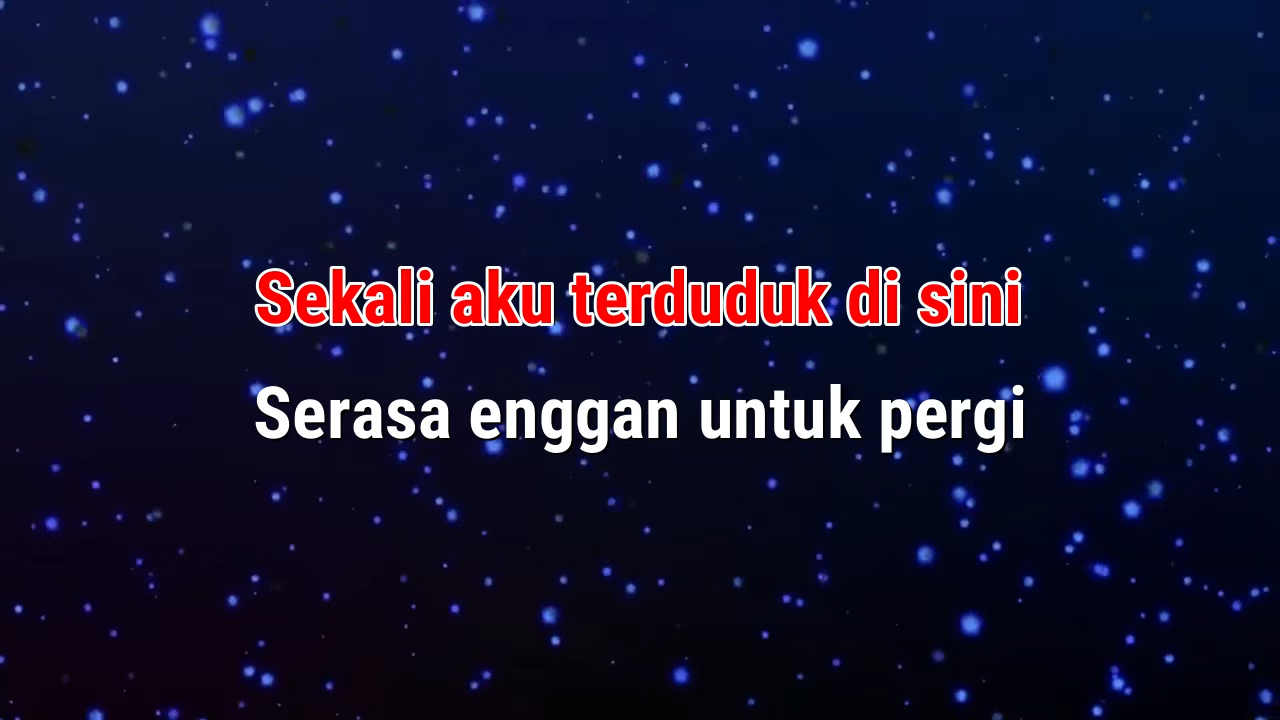 Sekali aku terduduk di sini
Serasa enggan untuk pergi